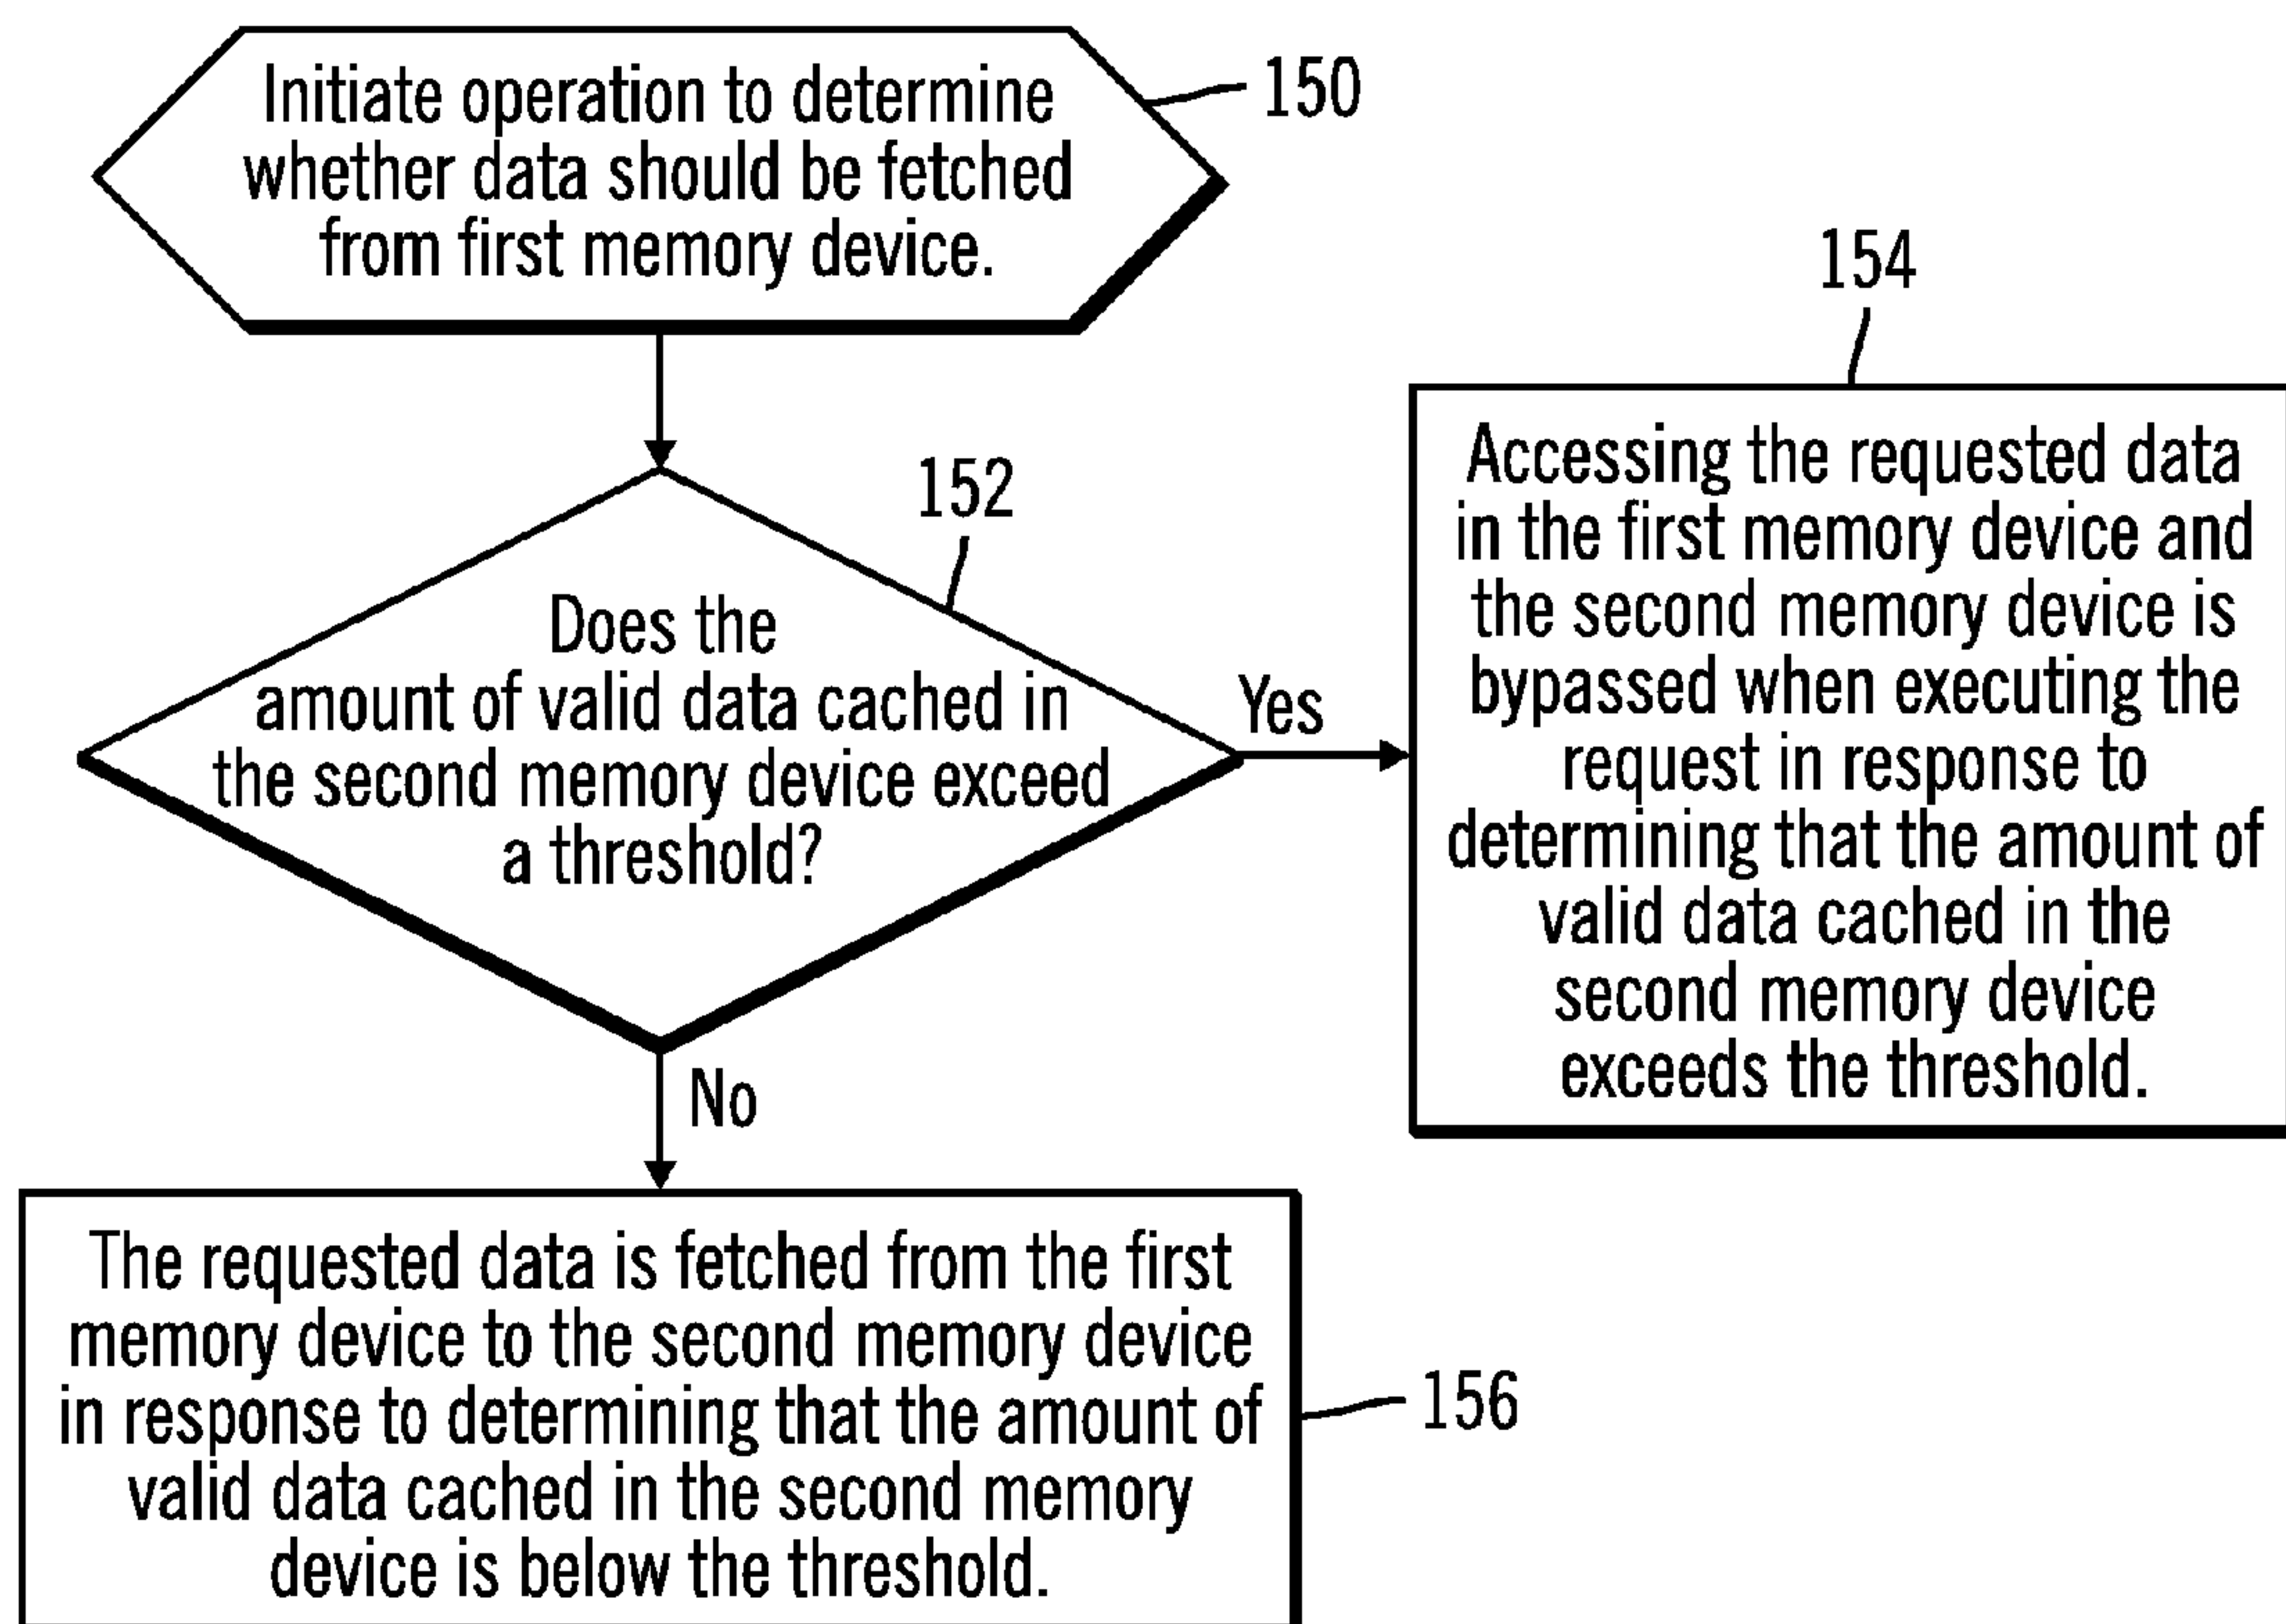 Initiate operation to determine
whether data should be fetched
from first memory device.
150
152
Does the
amount of valid data cached in
the second memory device exceed
a threshold?
Yes
154
Accessing the requested data
in the first memory device and
the second memory device is
bypassed when executing the
request in response to
determining that the amount of
valid data cached in the
second memory device
exceeds the threshold.
No
The requested data is fetched from the first
memory device to the second memory device
in response to determining that the amount of
valid data cached in the second memory
device is below the threshold.
156